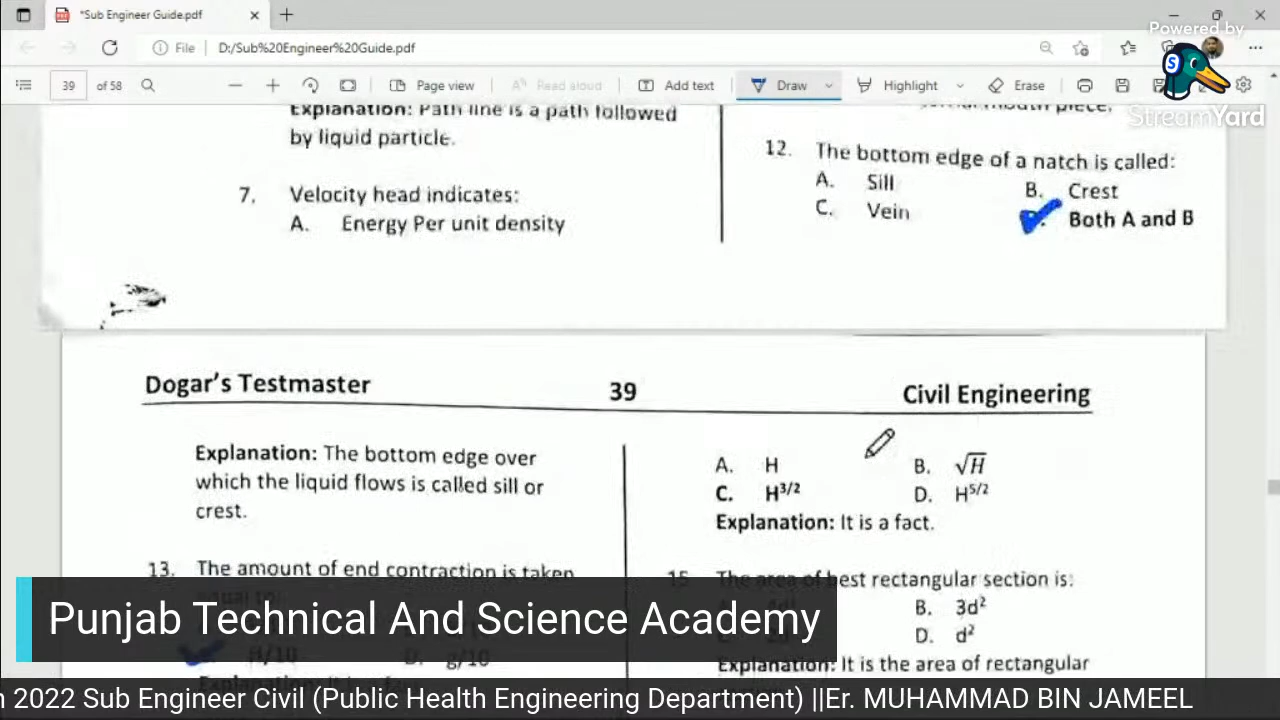 *Sub Engineer Guide.pdf
File D:/Sub%20Engineer%20Guide.pdf
Powered by
StreamYard
39 of 58
Page view
Read aloud
Add text
Draw
Highlight
Erase
Explanation: Path line is a path followed
by liquid particle.
7. Velocity head indicates:
A. Energy Per unit density
mouth piece.
12. The bottom edge of a natch is called:
A. Sill B. Crest
C. Vein Both A and B
Dogar's Testmaster 39 Civil Engineering
Explanation: The bottom edge over
which the liquid flows is called sill or
crest.
13. The amount of end contraction is taken
H/10 D. g/10
A. H B. √H
C. H^3/2 D. H^5/2
Explanation: It is a fact.
15 The area of best rectangular section is:
B. 3d²
D. d²
Explanation: It is the area of rectangular
Punjab Technical And Science Academy
2022 Sub Engineer Civil (Public Health Engineering Department) ||Er. MUHAMMAD BIN JAMEEL